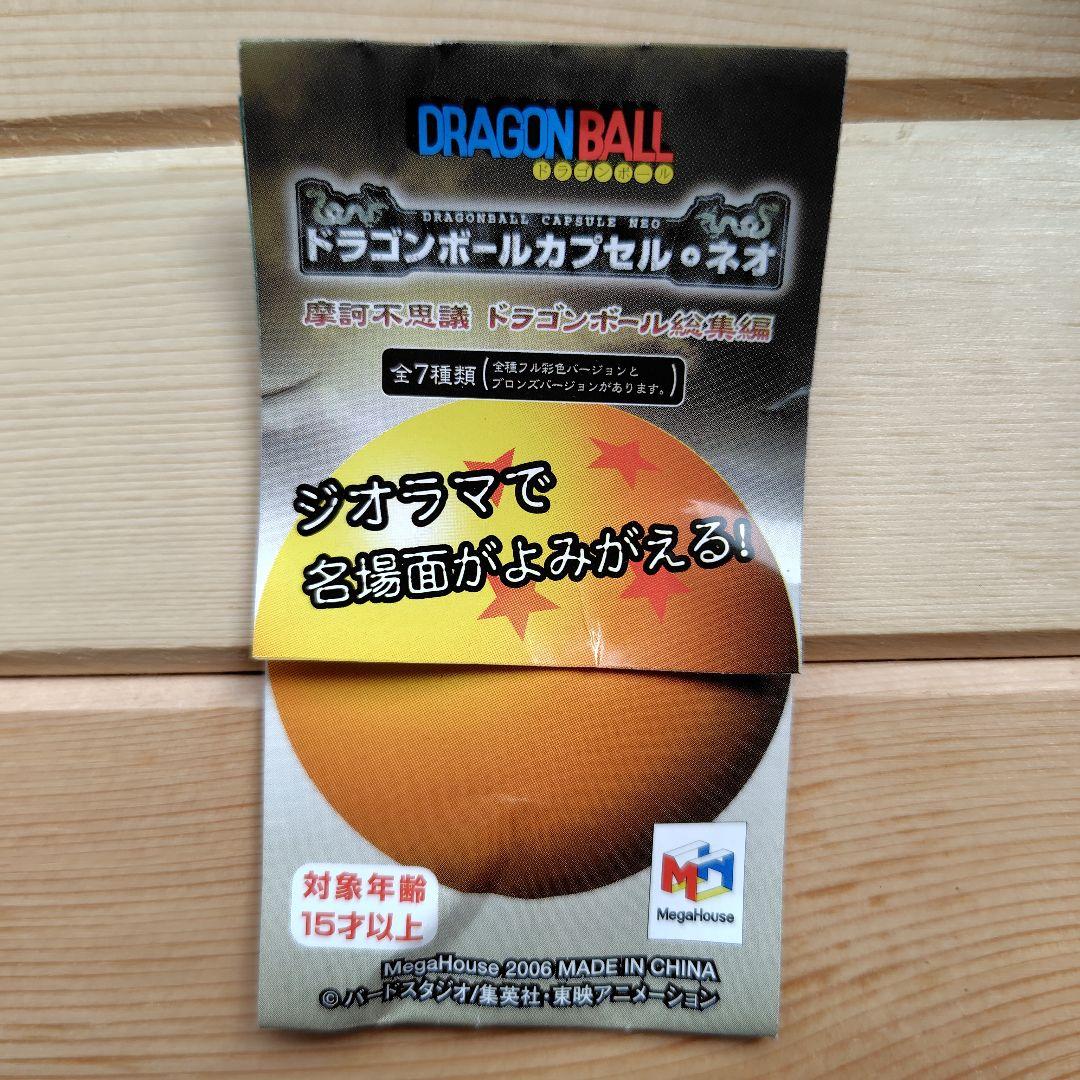 DRAGON BALL
ドラゴンボール
DRAGONBALL CAPSULE NEO
ドラゴンボールカプセル・ネオ
摩訶不思議 ドラゴンボール総集編
全7種類(全種フル彩色バージョンと
ブロンズバージョンがあります。)
ジオラマで
名場面がよみがえる!
対象年齢
15才以上
MH
MegaHouse
MegaHouse 2006 MADE IN CHINA
©バードスタジオ/集英社・東映アニメーション